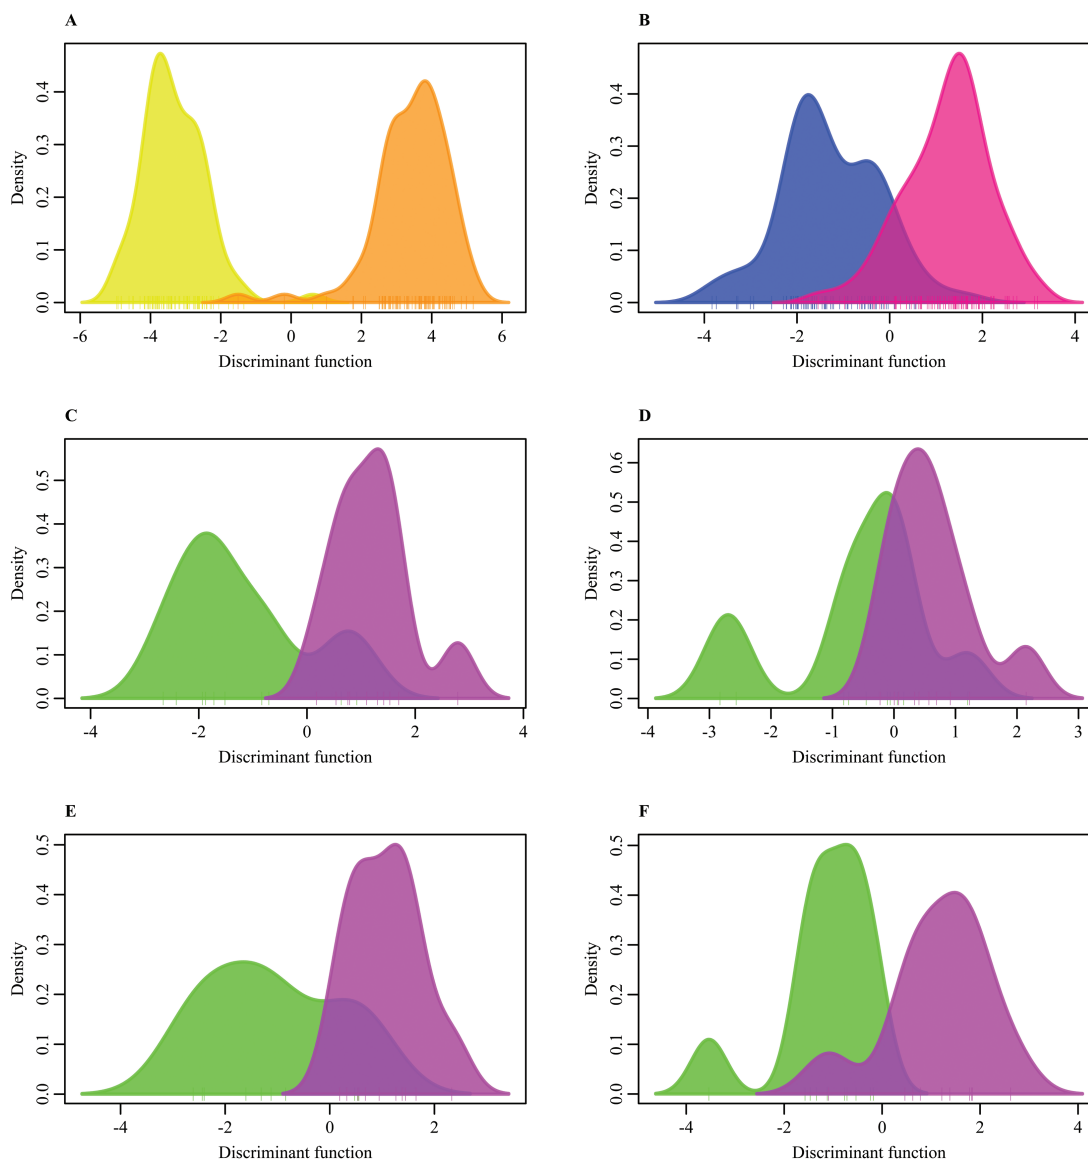 A
Density
0.0 0.1 0.2 0.3 0.4
-6 -4 -2 0 2 4 6
Discriminant function
B
Density
0.0 0.1 0.2 0.3 0.4
-4 -2 0 2 4
Discriminant function
C
Density
0.0 0.1 0.2 0.3 0.4 0.5
-4 -2 0 2 4
Discriminant function
D
Density
0.0 0.1 0.2 0.3 0.4 0.5 0.6
-4 -3 -2 -1 0 1 2 3
Discriminant function
E
Density
0.0 0.1 0.2 0.3 0.4 0.5
-4 -2 0 2
Discriminant function
F
Density
0.0 0.1 0.2 0.3 0.4 0.5
-4 -2 0 2 4
Discriminant function